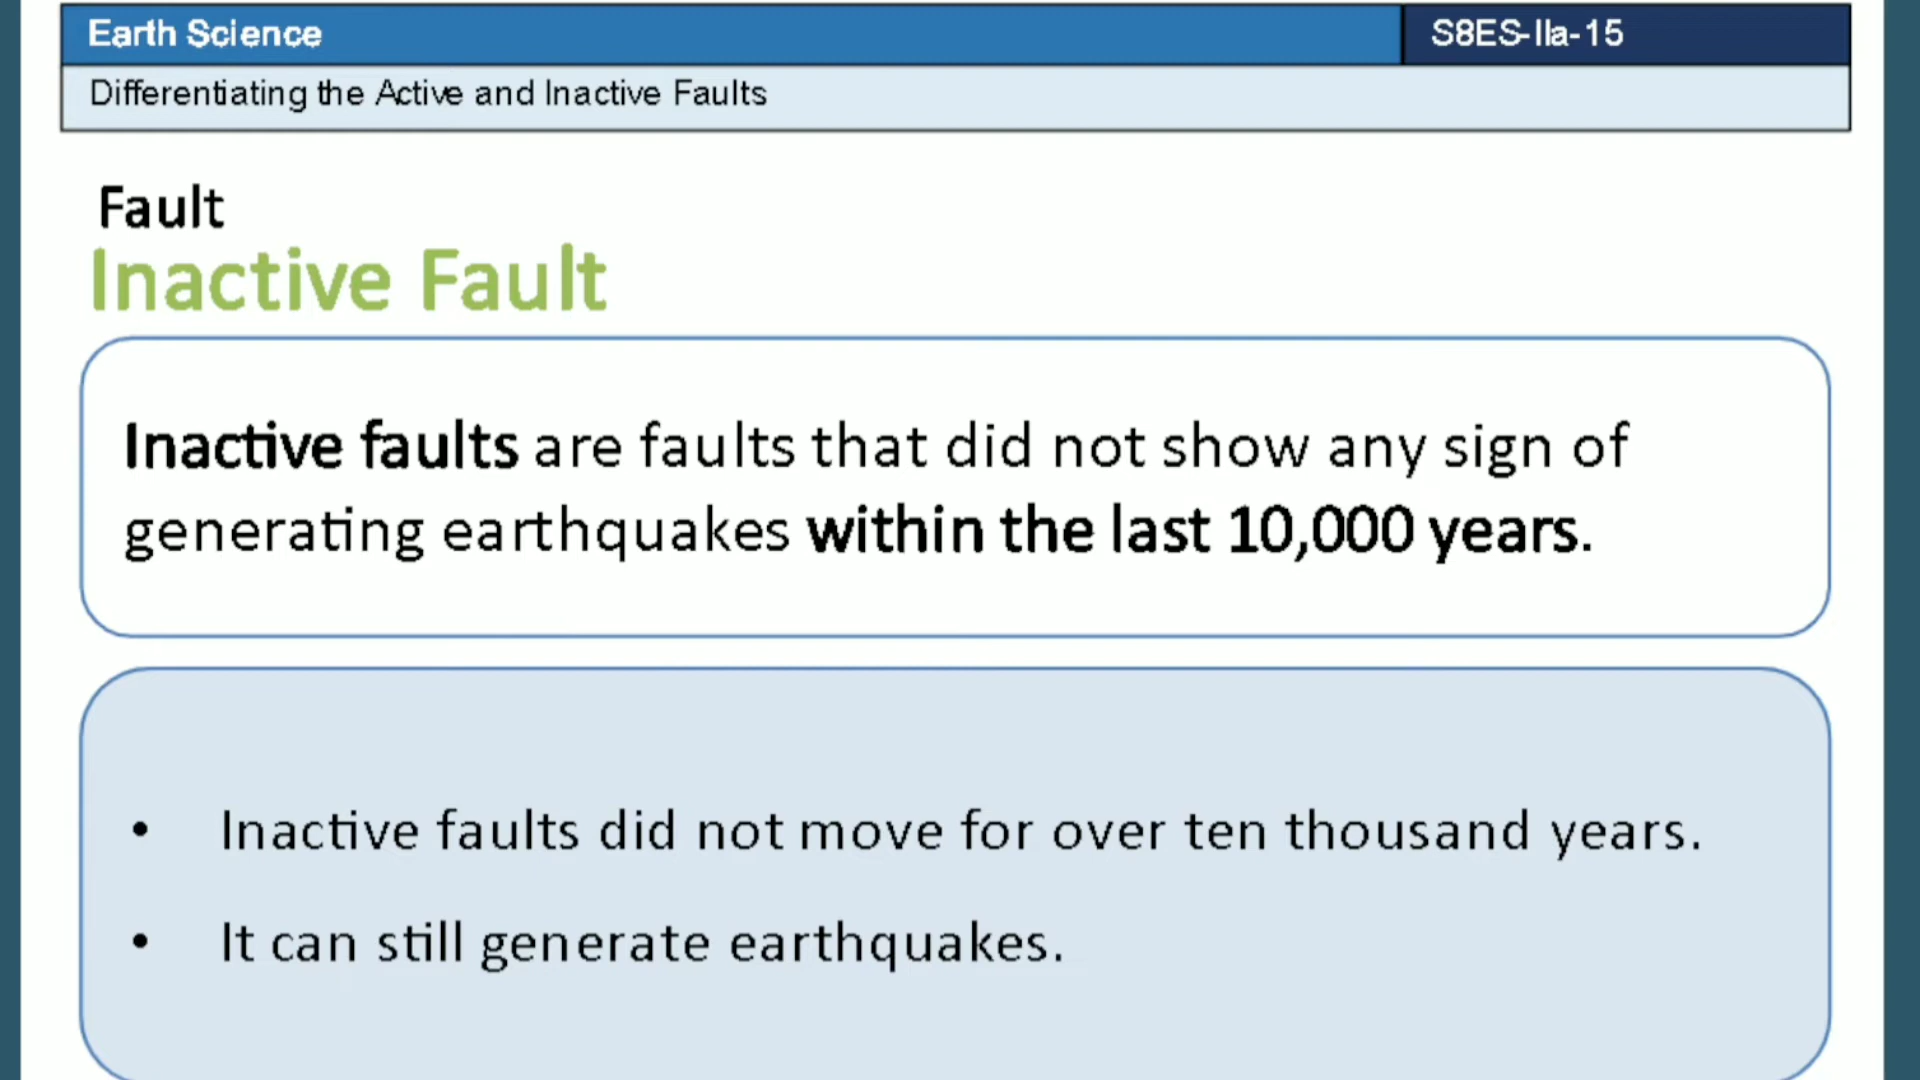 Earth Science
S8ES-IIa-15
Differentiating the Active and Inactive Faults
Fault
Inactive Fault
Inactive faults are faults that did not show any sign of
generating earthquakes within the last 10,000 years.
• Inactive faults did not move for over ten thousand years.
• It can still generate earthquakes.